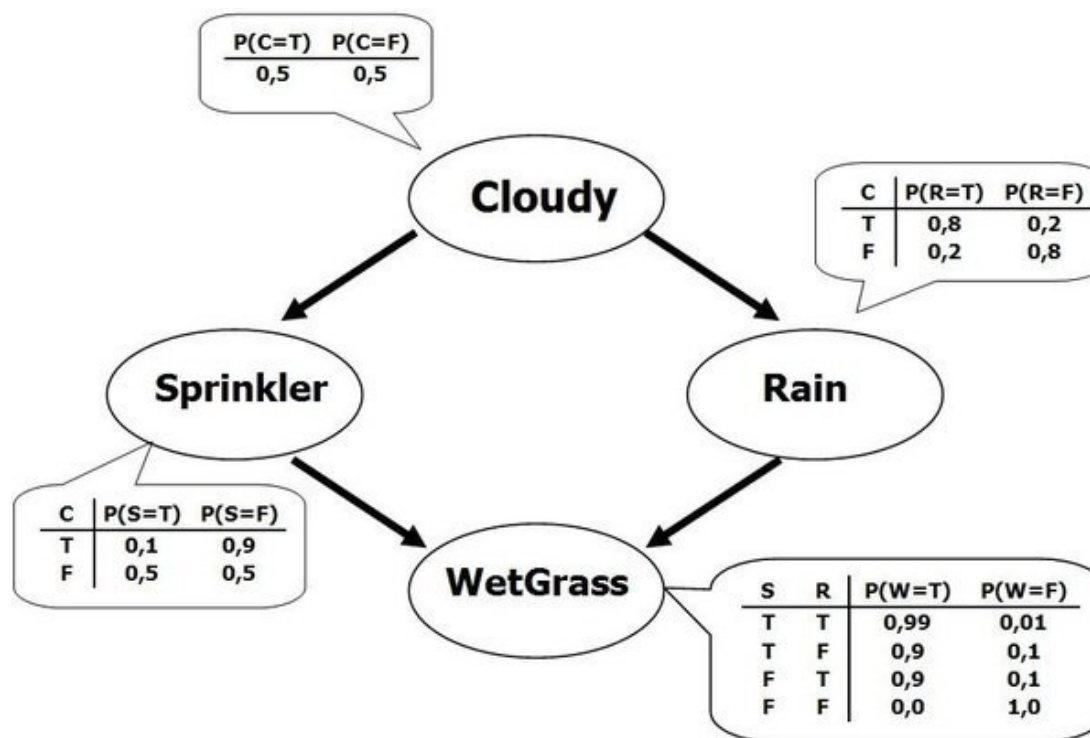 P(C=T) P(C=F)
0,5 0,5
Cloudy
C P(R=T) P(R=F)
T 0,8 0,2
F 0,2 0,8
Sprinkler
Rain
C P(S=T) P(S=F)
T 0,1 0,9
F 0,5 0,5
WetGrass
S R P(W=T) P(W=F)
T T 0,99 0,01
T F 0,9 0,1
F T 0,9 0,1
F F 0,0 1,0